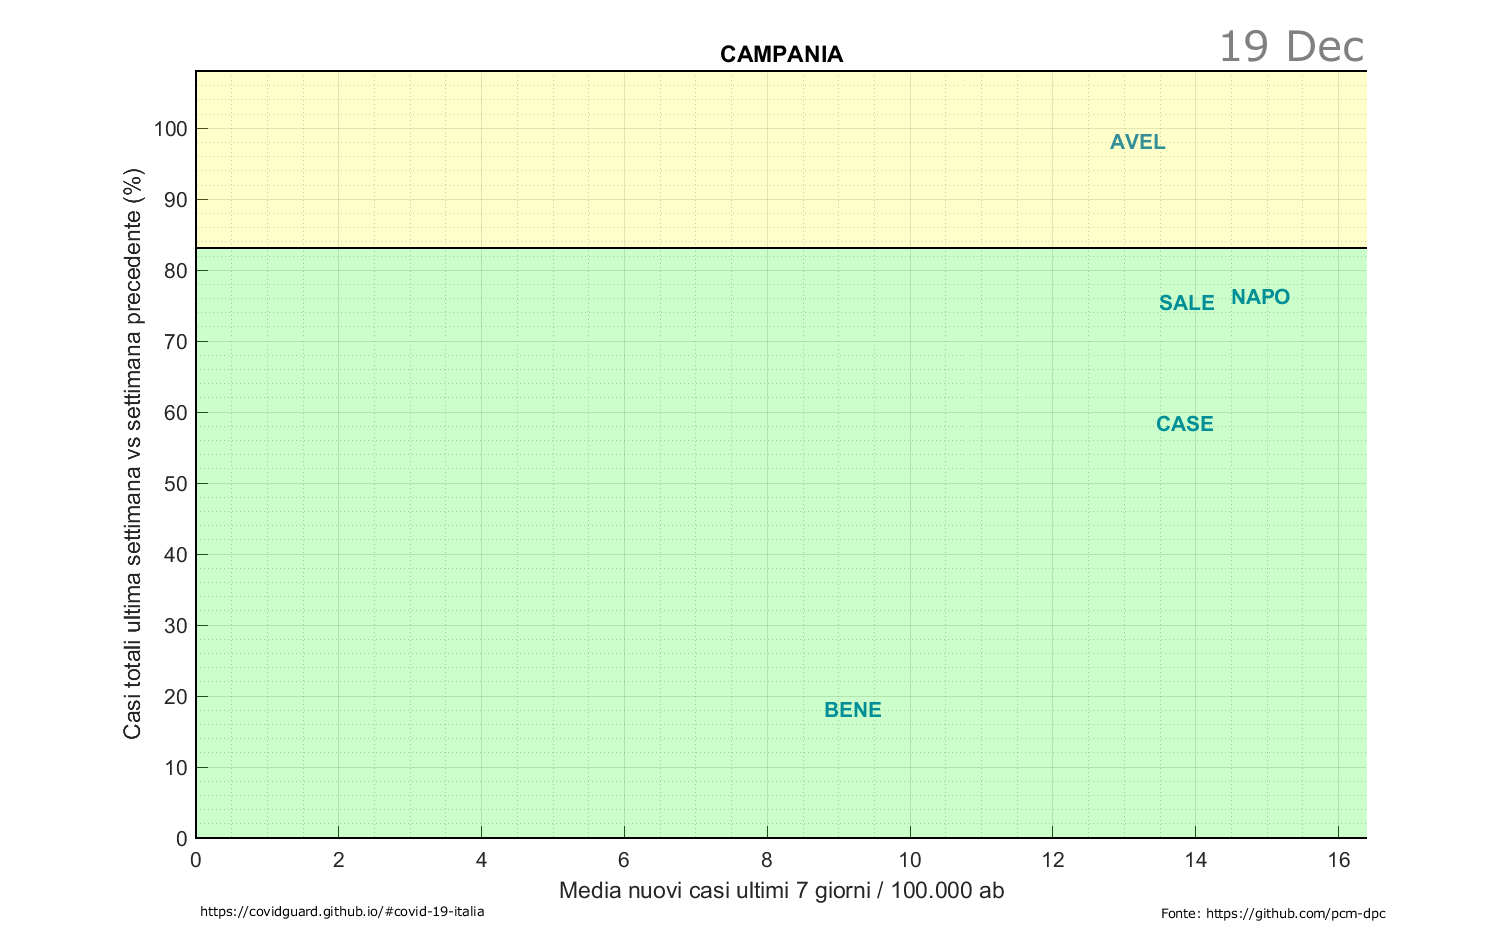 19 Dec
CAMPANIA
Casi totali ultima settimana vs settimana precedente (%)
100
90
80
70
60
50
40
30
20
10
0
AVEL
SALE
NAPO
CASE
BENE
0 2 4 6 8 10 12 14 16
Media nuovi casi ultimi 7 giorni / 100.000 ab
https://covidguard.github.io/#covid-19-italia
Fonte: https://github.com/pcm-dpc